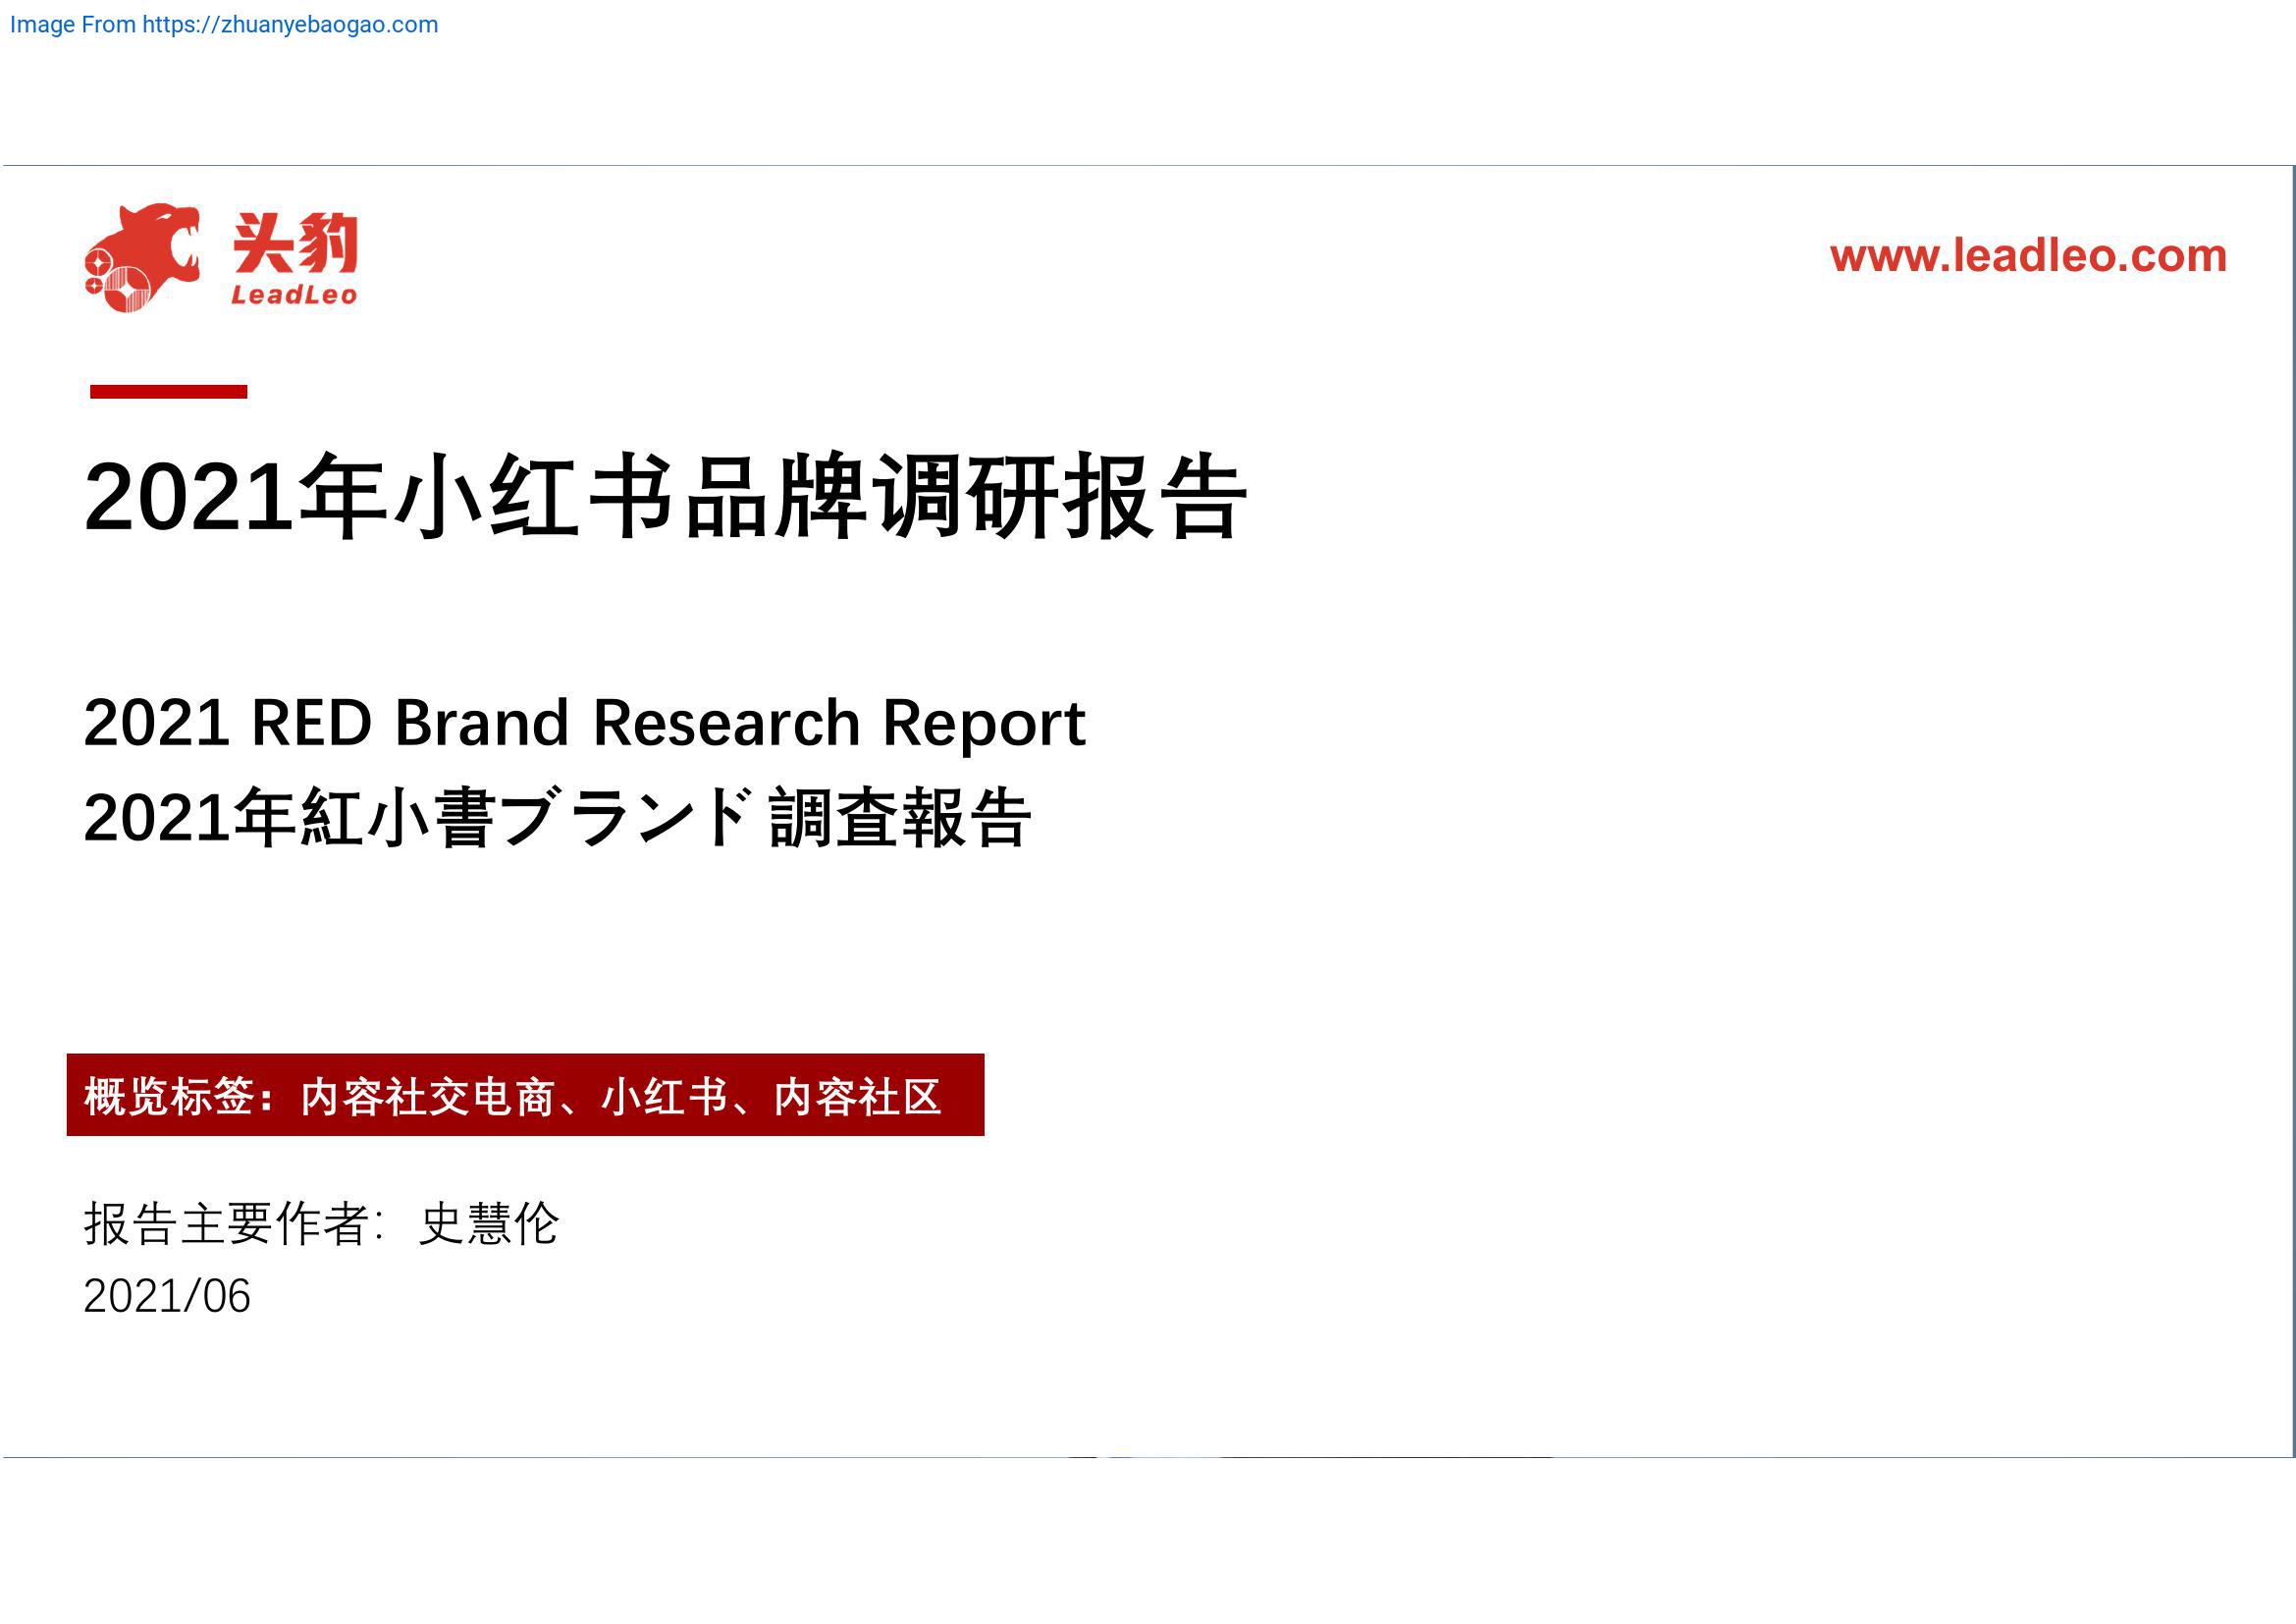 Image From https://zhuanyebaogao.com
头豹
LeadLeo
www.leadleo.com
2021年小红书品牌调研报告
2021 RED Brand Research Report
2021年紅小書ブランド調査報告
概览标签：内容社交电商、小红书、内容社区
报告主要作者：史慧伦
2021/06